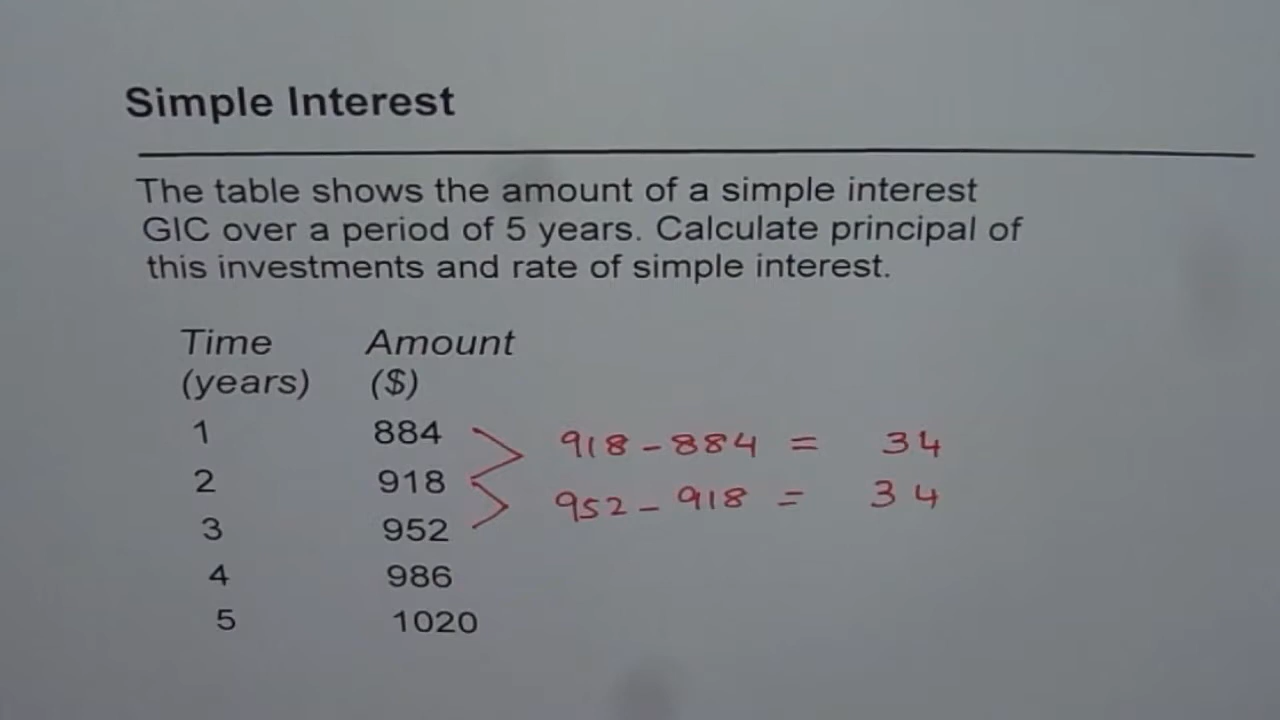 Simple Interest
The table shows the amount of a simple interest
GIC over a period of 5 years. Calculate principal of
this investments and rate of simple interest.
Time Amount
(years) ($)
1 884 918 - 884 = 34
2 918
952 - 918 = 34
3 952
4 986
5 1020